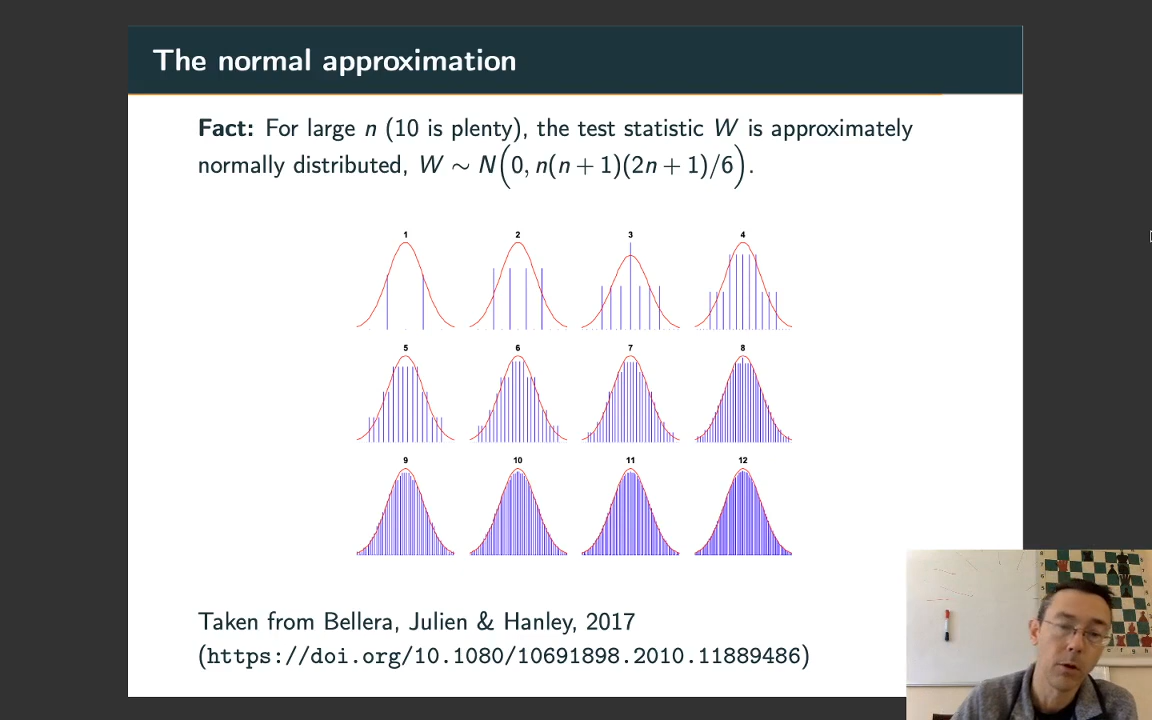 The normal approximation
Fact: For large n (10 is plenty), the test statistic W is approximately
normally distributed, W ∼ N(0, n(n + 1)(2n + 1)/6).
1 2 3 4
5 6 7 8
9 10 11 12
Taken from Bellera, Julien & Hanley, 2017
(https://doi.org/10.1080/10691898.2010.11889486)